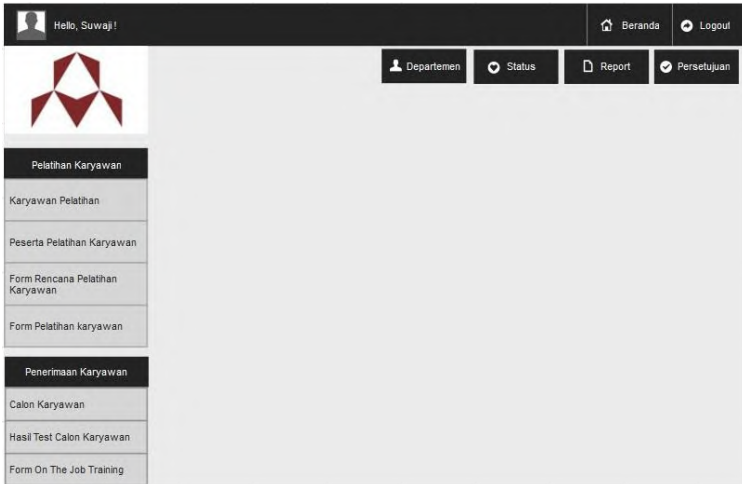 Hello, Suwaji!
Beranda
Logout
Departemen
Status
Report
Persetujuan
Pelatihan Karyawan
Karyawan Pelatihan
Peserta Pelatihan Karyawan
Form Rencana Pelatihan
Karyawan
Form Pelatihan karyawan
Penerimaan Karyawan
Calon Karyawan
Hasil Test Calon Karyawan
Form On The Job Training